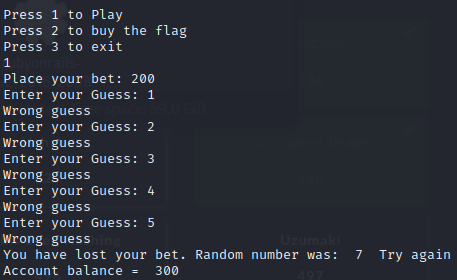 Press 1 to Play
Press 2 to buy the flag
Press 3 to exit
1
Place your bet: 200
Enter your Guess: 1
Wrong guess
Enter your Guess: 2
Wrong guess
Enter your Guess: 3
Wrong guess
Enter your Guess: 4
Wrong guess
Enter your Guess: 5
Wrong guess
You have lost your bet. Random number was:  7  Try again
Account balance =  300
Uzumaki
497